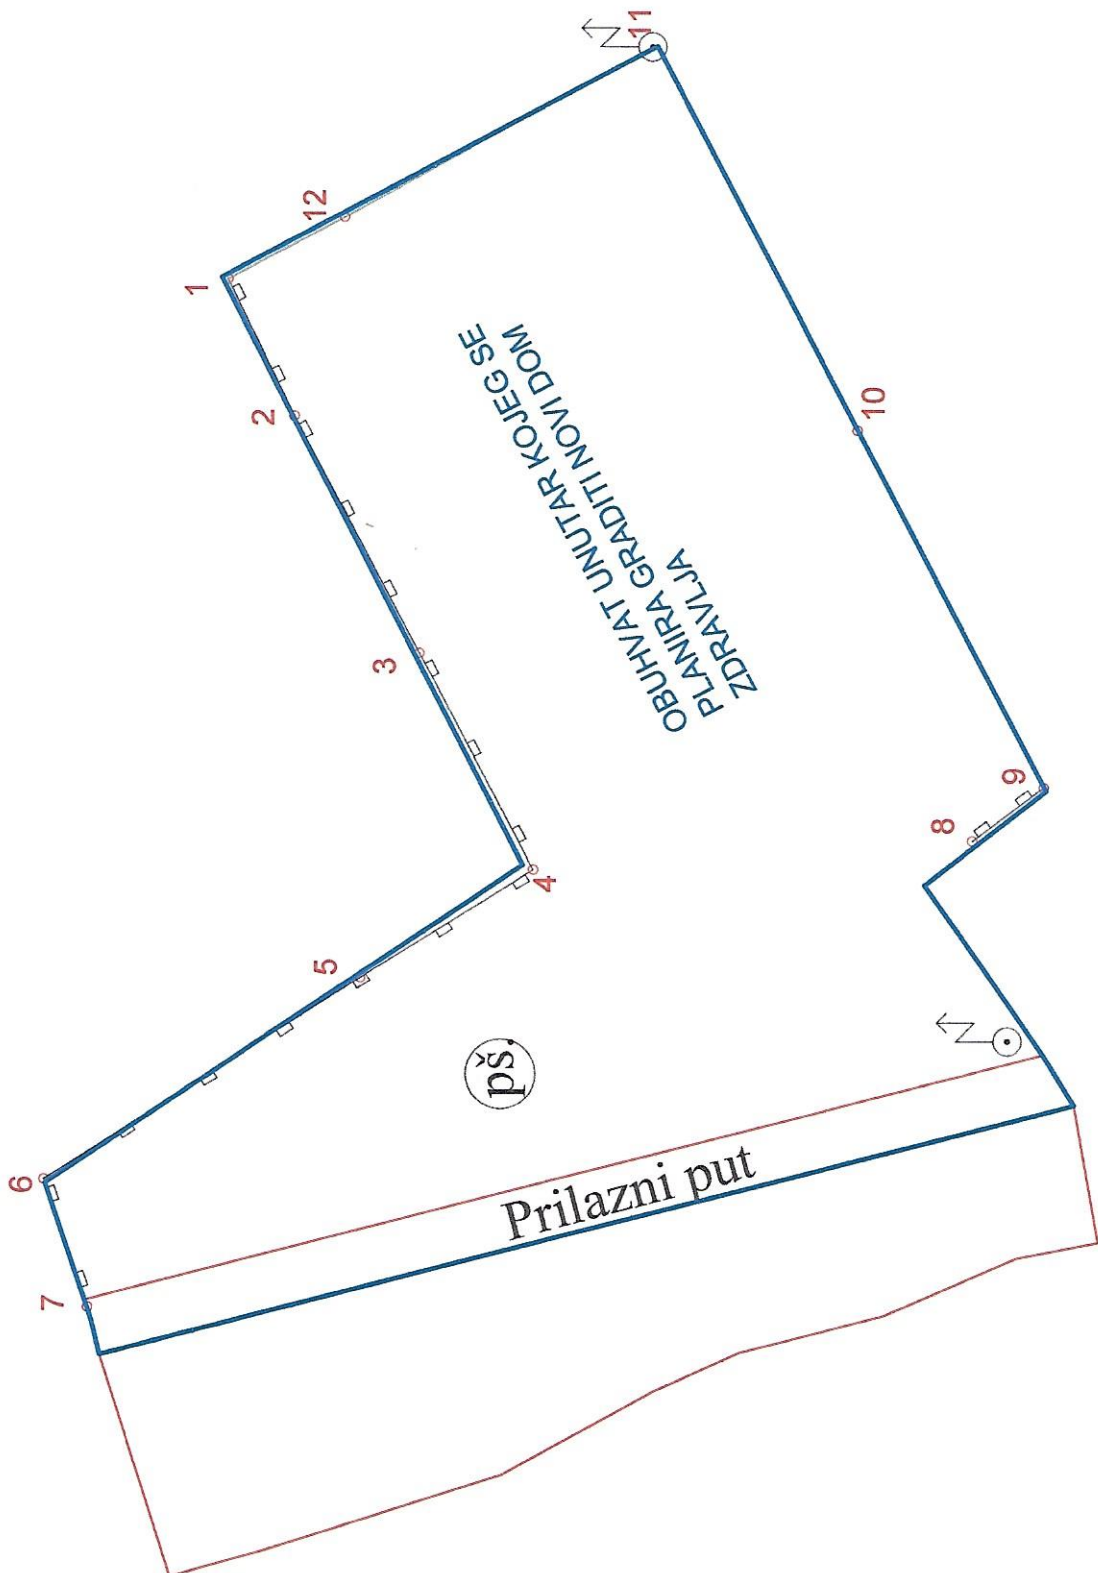 OBUHVAT UNUTAR KOJEG SE
PLANIRA GRADITI NOVI DOM
ZDRAVLJA
Prilazni put
pš.
1
2
3
4
5
6
7
8
9
10
11
12